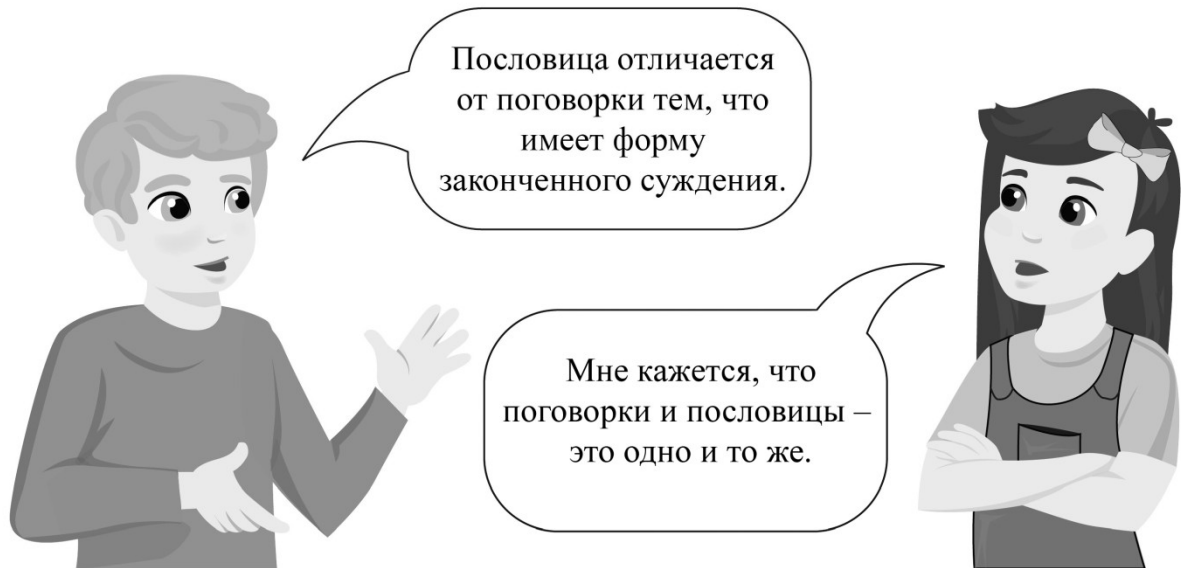 Пословица отличается
от поговорки тем, что
имеет форму
законченного суждения.
Мне кажется, что
поговорки и пословицы –
это одно и то же.